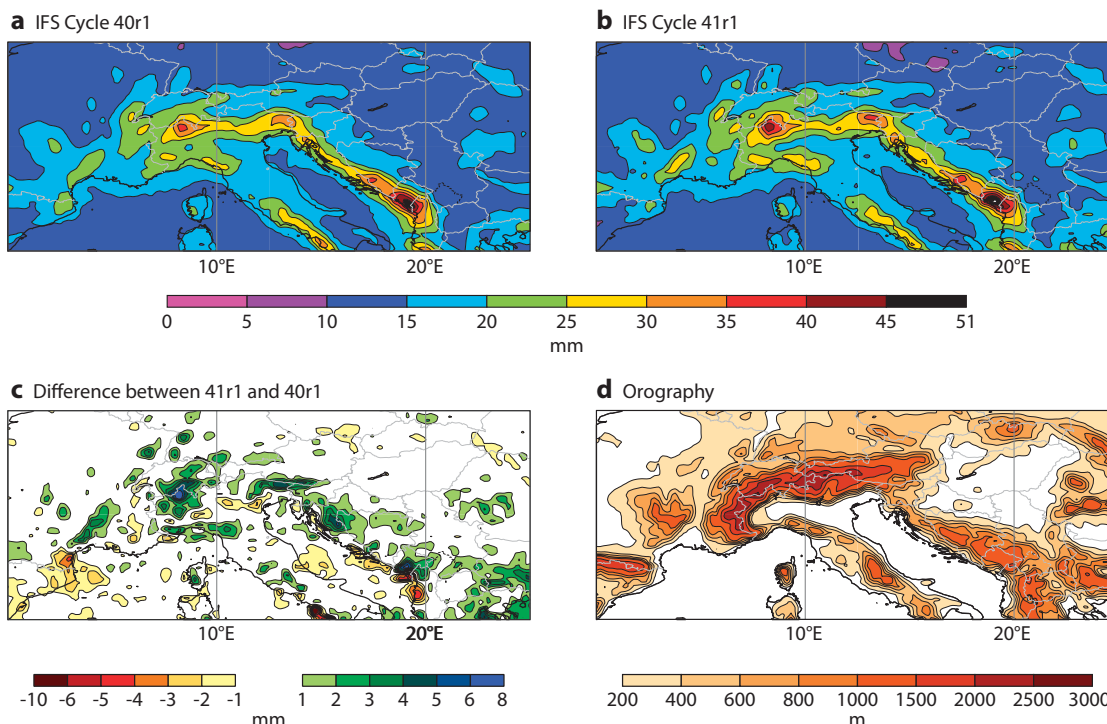 a IFS Cycle 40r1
b IFS Cycle 41r1
10°E 20°E
10°E 20°E
0 5 10 15 20 25 30 35 40 45 51
mm
c Difference between 41r1 and 40r1
d Orography
10°E 20°E
10°E 20°E
-10 -6 -5 -4 -3 -2 -1
1 2 3 4 5 6 8
mm
200 400 600 800 1000 1500 2000 2500 3000
m